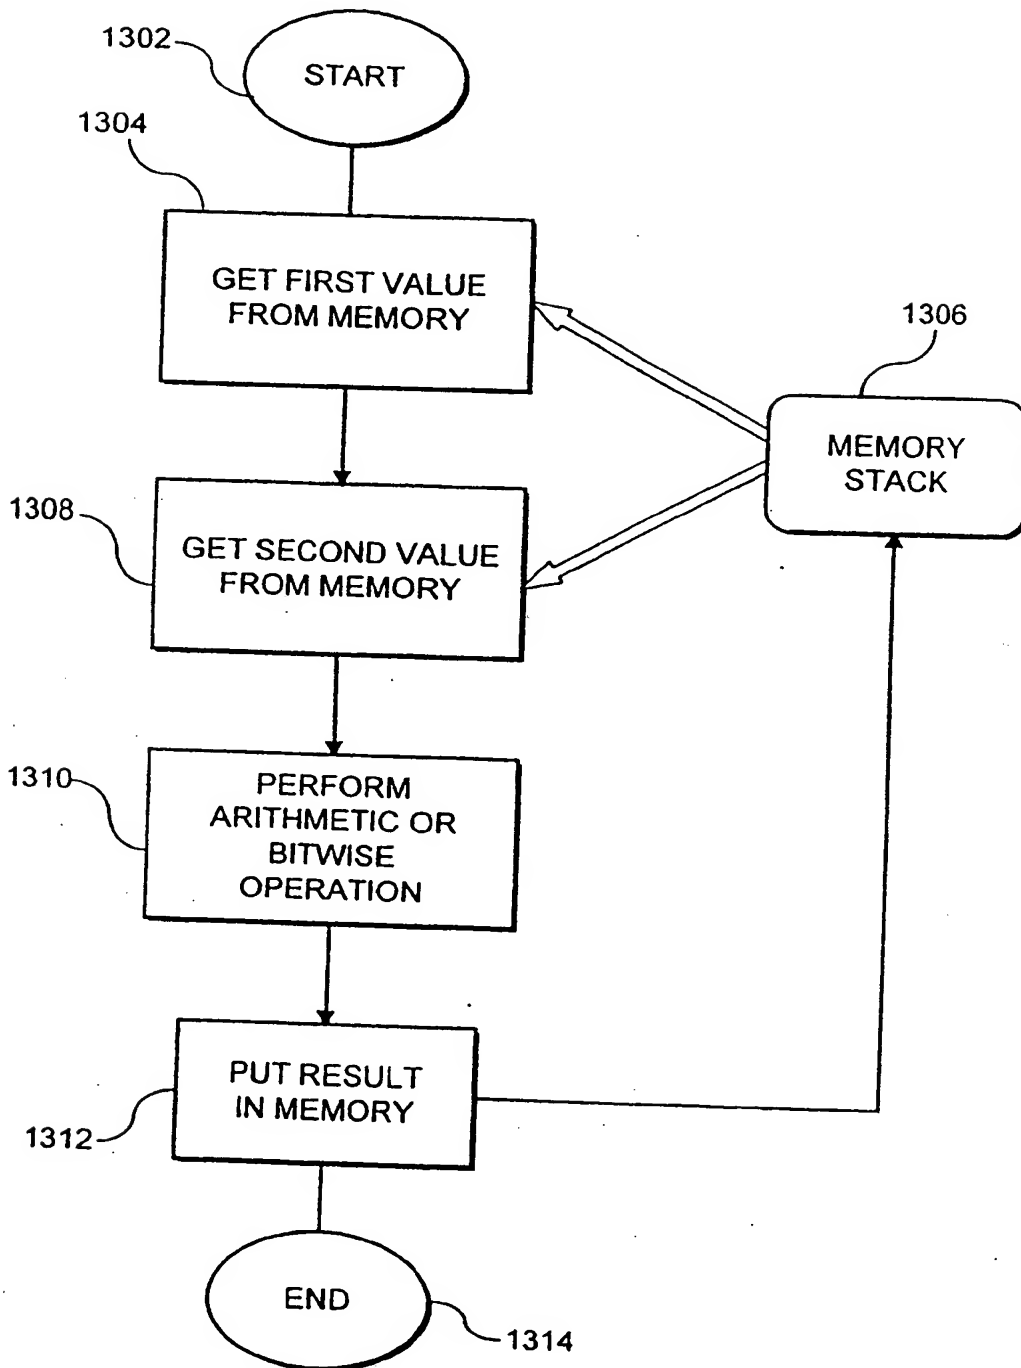 1302
START
1304
GET FIRST VALUE
FROM MEMORY
1306
MEMORY
STACK
1308
GET SECOND VALUE
FROM MEMORY
1310
PERFORM
ARITHMETIC OR
BITWISE
OPERATION
PUT RESULT
IN MEMORY
1312
END
1314